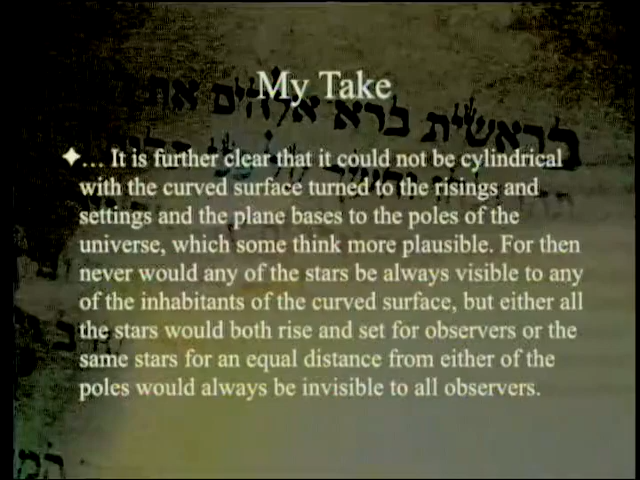 My Take
בראשית ברא אלהים את
✦… It is further clear that it could not be cylindrical
with the curved surface turned to the risings and
settings and the plane bases to the poles of the
universe, which some think more plausible. For then
never would any of the stars be always visible to any
of the inhabitants of the curved surface, but either all
the stars would both rise and set for observers or the
same stars for an equal distance from either of the
poles would always be invisible to all observers.